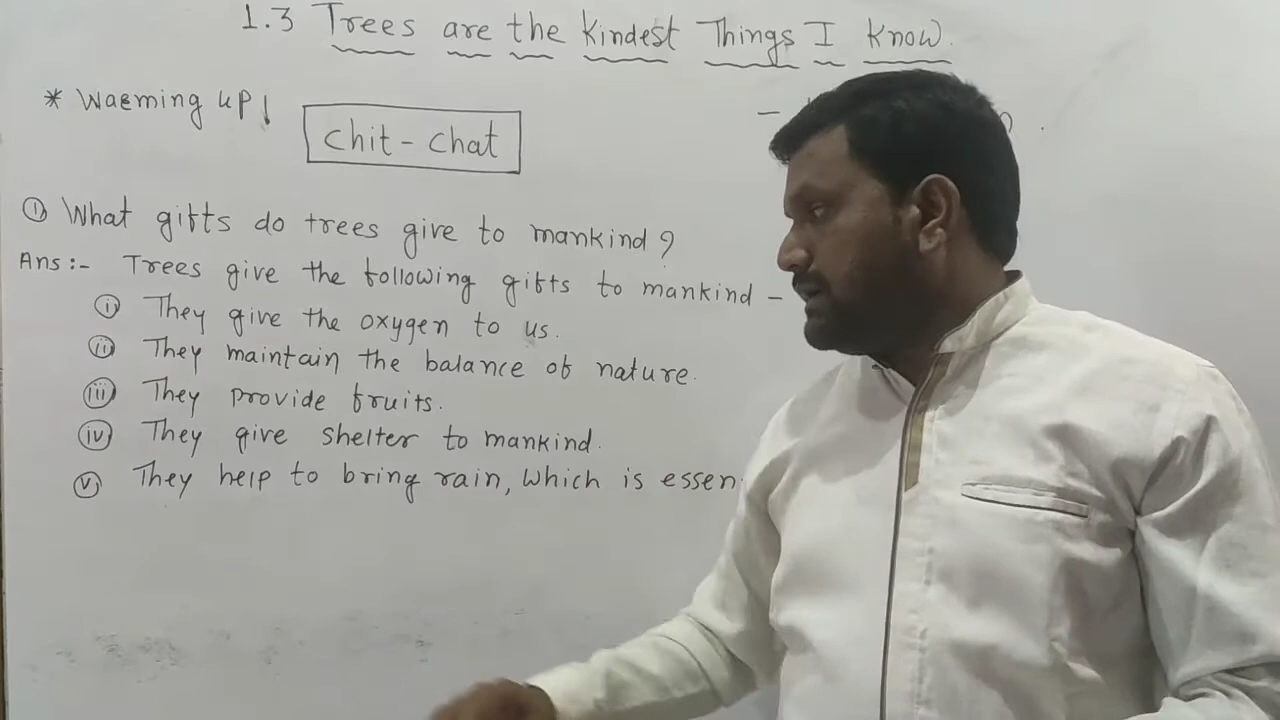 1.3 Trees are the Kindest Things I Know.
* Warming up!
Chit - Chat
① What gifts do trees give to mankind?
Ans :- Trees give the following gifts to mankind -
(i) They give the oxygen to us.
(ii) They maintain the balance of nature.
(iii) They provide fruits.
(iv) They give shelter to mankind.
(v) They help to bring rain, which is